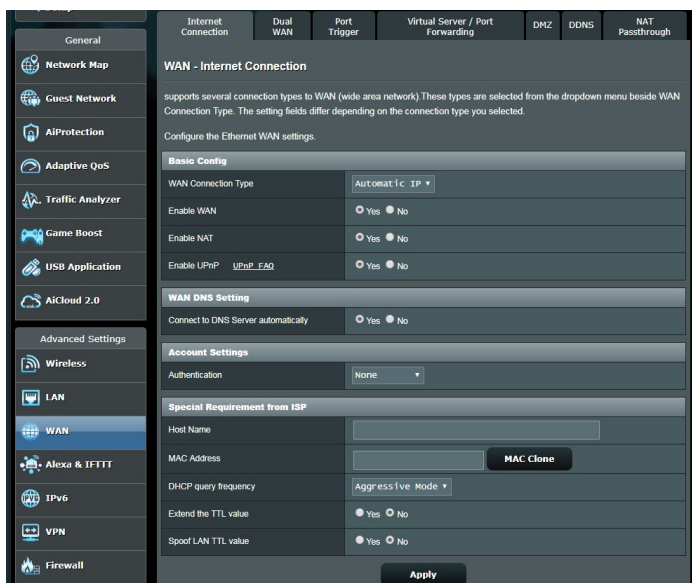 General
Network Map
Guest Network
AiProtection
Adaptive QoS
Traffic Analyzer
Game Boost
USB Application
AiCloud 2.0
Advanced Settings
Wireless
LAN
WAN
Alexa & IFTTT
IPv6
VPN
Firewall
Internet Connection
Dual WAN
Port Trigger
Virtual Server / Port Forwarding
DMZ
DDNS
NAT Passthrough
WAN - Internet Connection
supports several connection types to WAN (wide area network).These types are selected from the dropdown menu beside WAN
Connection Type. The setting fields differ depending on the connection type you selected.
Configure the Ethernet WAN settings.
Basic Config
WAN Connection Type Automatic IP
Enable WAN Yes No
Enable NAT Yes No
Enable UPnP UPnP FAQ Yes No
WAN DNS Setting
Connect to DNS Server automatically Yes No
Account Settings
Authentication None
Special Requirement from ISP
Host Name
MAC Address MAC Clone
DHCP query frequency Aggressive Mode
Extend the TTL value Yes No
Spoof LAN TTL value Yes No
Apply